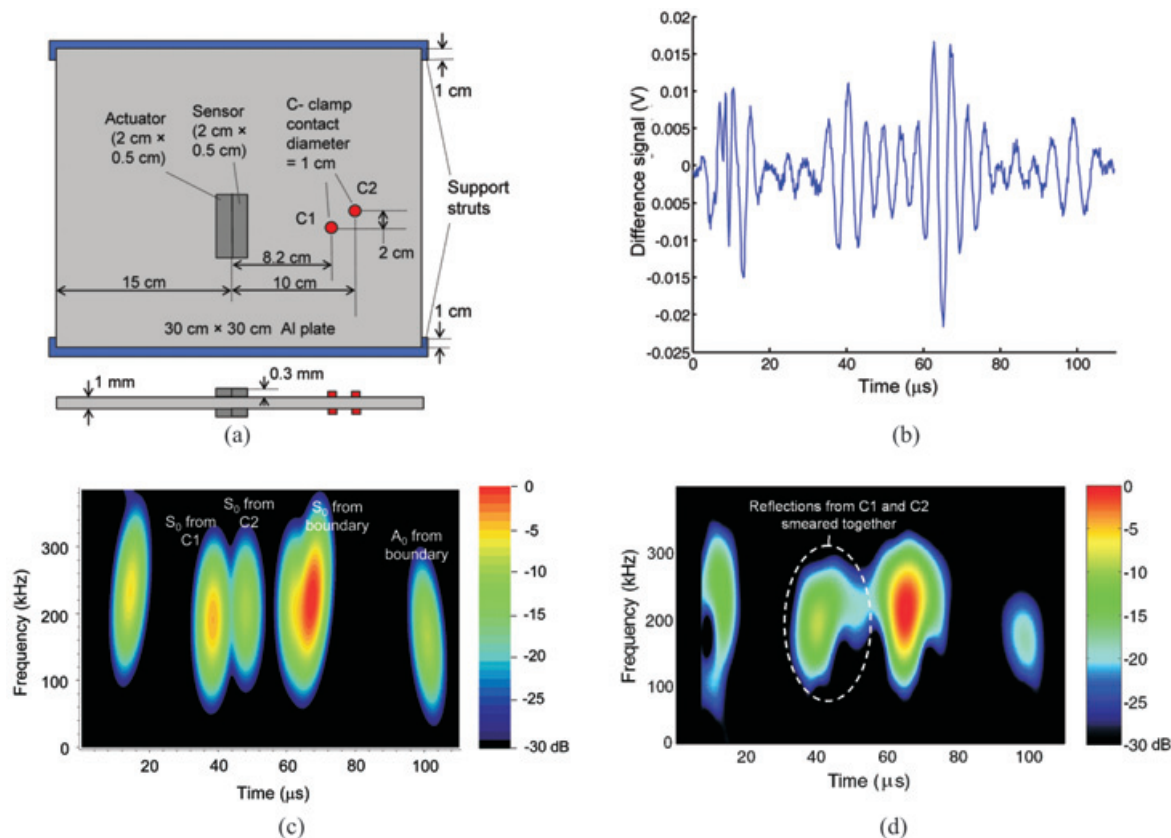 Actuator
(2 cm ×
0.5 cm)
Sensor
(2 cm ×
0.5 cm)
C- clamp
contact
diameter
= 1 cm
1 cm
Support
struts
C2
C1
2 cm
8.2 cm
15 cm
10 cm
1 cm
30 cm × 30 cm Al plate
0.3 mm
1 mm
(a)
Difference signal (V)
0.02
0.015
0.01
0.005
0
-0.005
-0.01
-0.015
-0.02
-0.025
0
20
40
60
80
100
Time (μs)
(b)
Frequency (kHz)
300
200
100
0
S₀ from
C1
S₀ from
C2
S₀ from
boundary
A₀ from
boundary
20
40
60
80
100
Time (μs)
-0
-5
-10
-15
-20
-25
-30 dB
(c)
Frequency (kHz)
400
300
200
100
0
Reflections from C1 and C2
smeared together
20
40
60
80
100
Time (μs)
0
-5
-10
-15
-20
-25
-30 dB
(d)